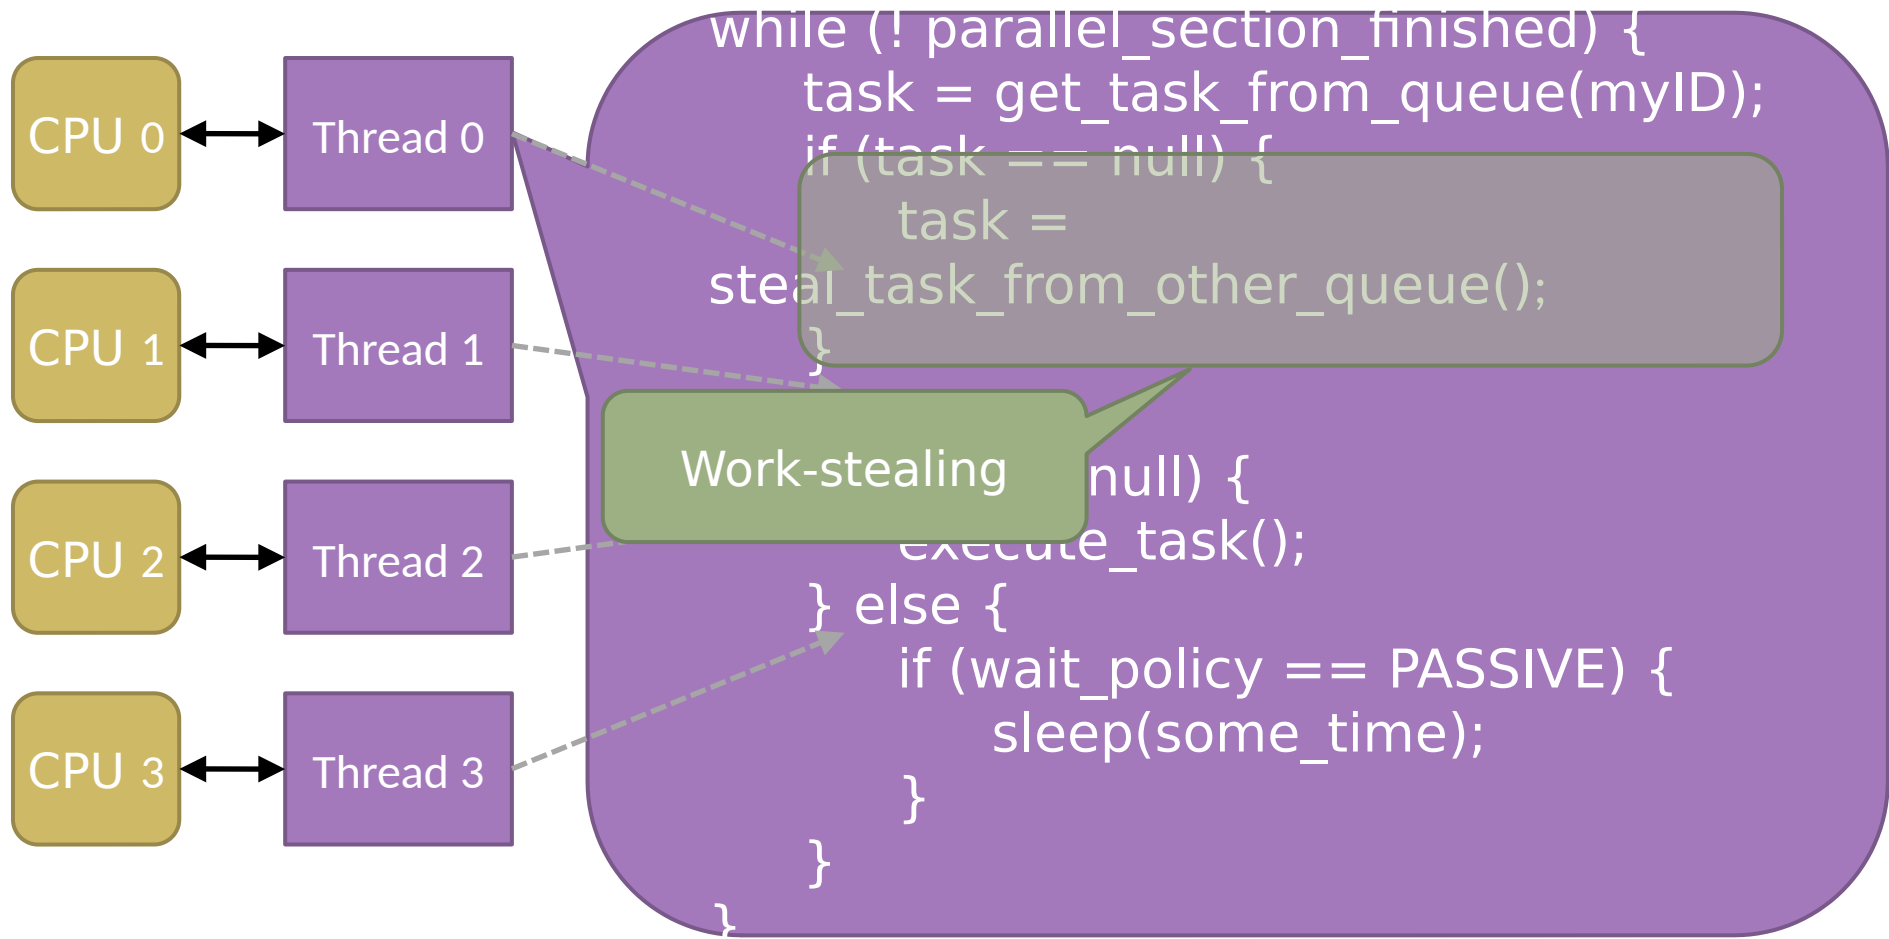 while (! parallel_section_finished) {
task = get_task_from_queue(myID);
if (task == null) {
task =
steal_task_from_other_queue();
}
null) {
execute_task();
} else {
if (wait_policy == PASSIVE) {
sleep(some_time);
}
}
}
Work-stealing
CPU 0
Thread 0
CPU 1
Thread 1
CPU 2
Thread 2
CPU 3
Thread 3